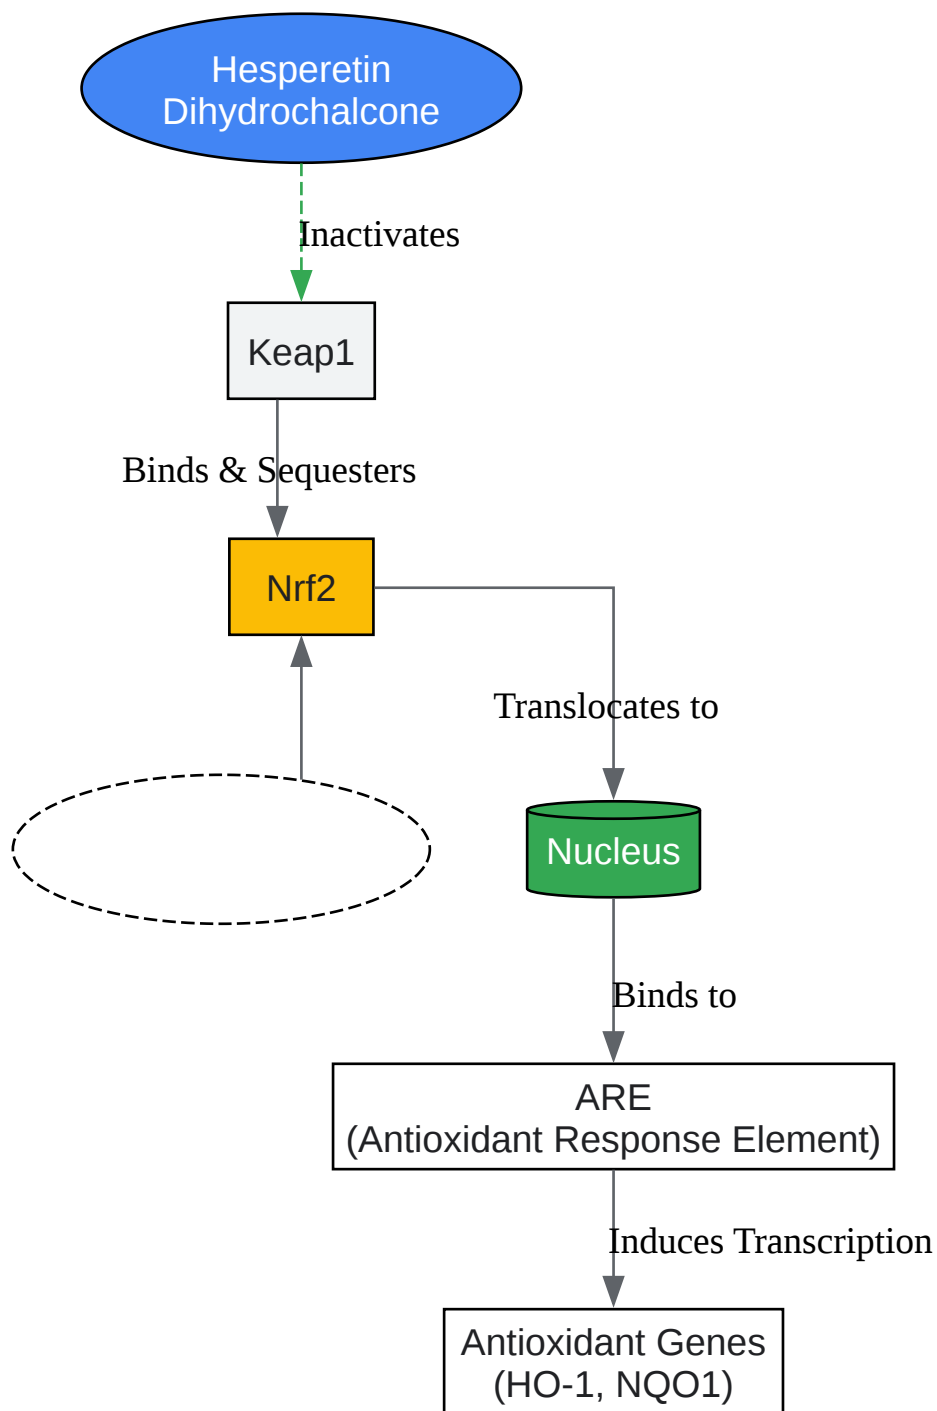 Hesperetin
Dihydrochalcone
Inactivates
Keap1
Binds & Sequesters
Nrf2
Translocates to
Nucleus
Binds to
ARE
(Antioxidant Response Element)
Induces Transcription
Antioxidant Genes
(HO-1, NQO1)